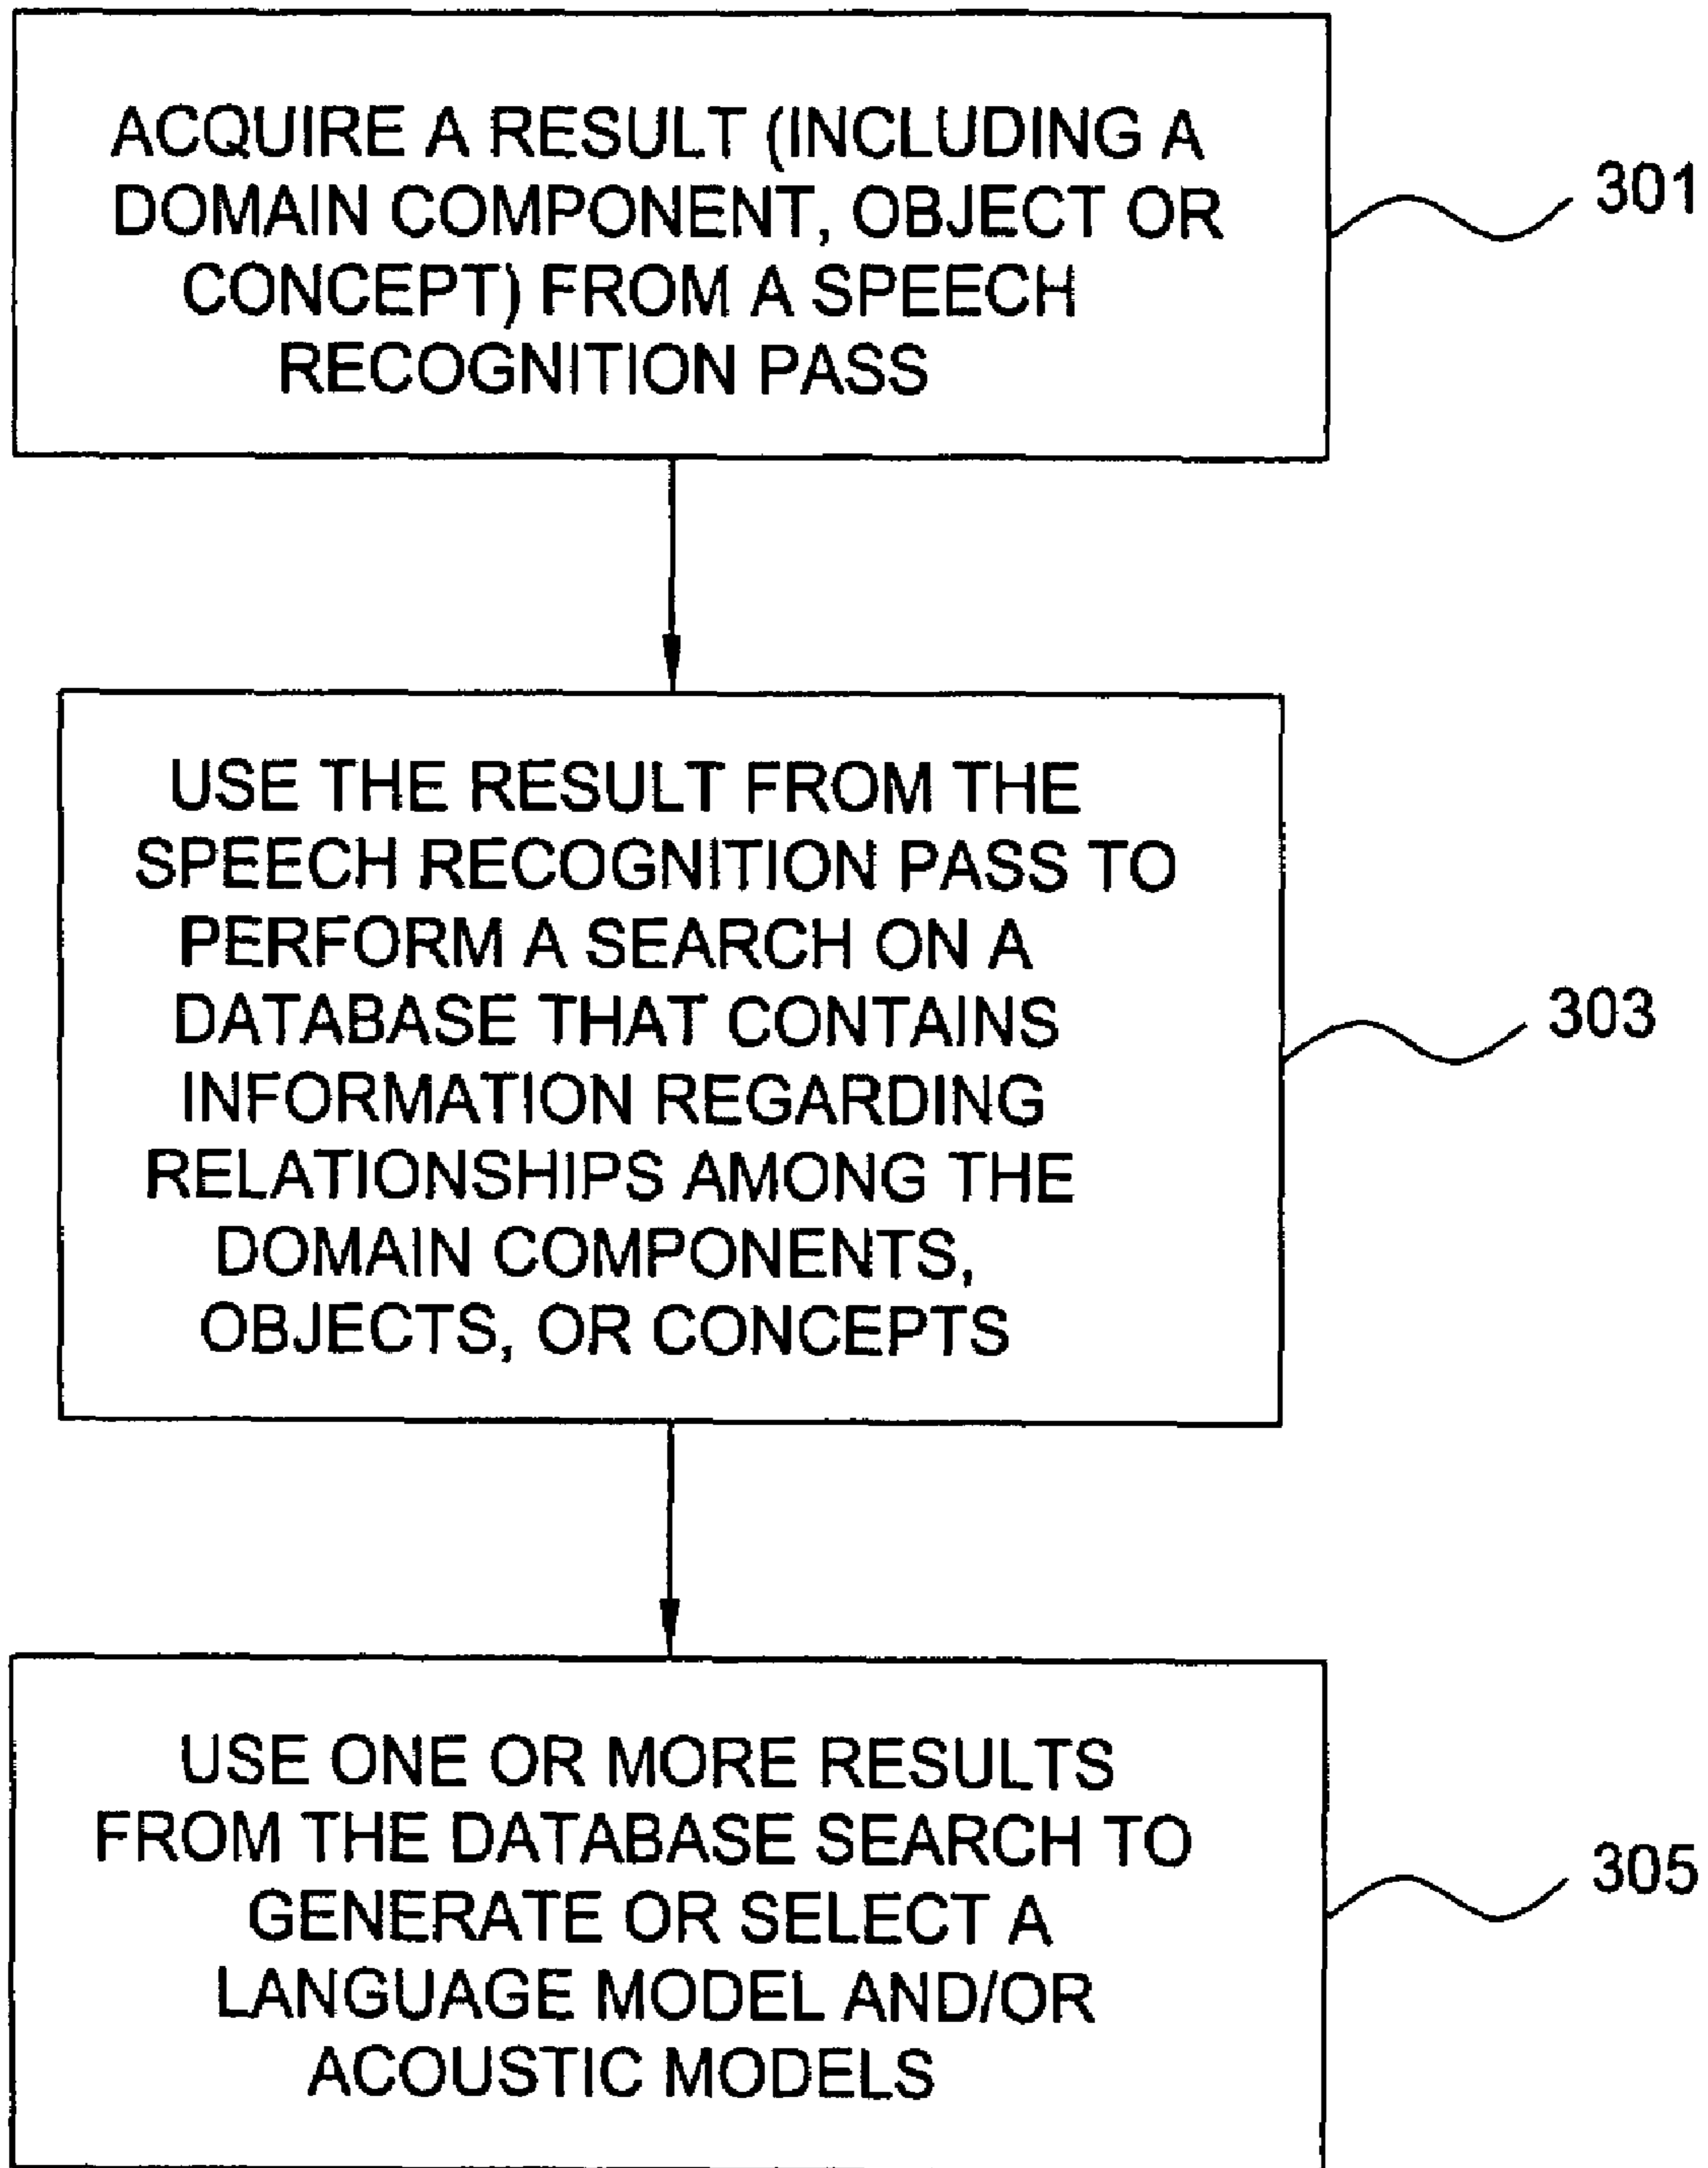 ACQUIRE A RESULT (INCLUDING A
DOMAIN COMPONENT, OBJECT OR
CONCEPT) FROM A SPEECH
RECOGNITION PASS
301
USE THE RESULT FROM THE
SPEECH RECOGNITION PASS TO
PERFORM A SEARCH ON A
DATABASE THAT CONTAINS
INFORMATION REGARDING
RELATIONSHIPS AMONG THE
DOMAIN COMPONENTS,
OBJECTS, OR CONCEPTS
303
USE ONE OR MORE RESULTS
FROM THE DATABASE SEARCH TO
GENERATE OR SELECT A
LANGUAGE MODEL AND/OR
ACOUSTIC MODELS
305